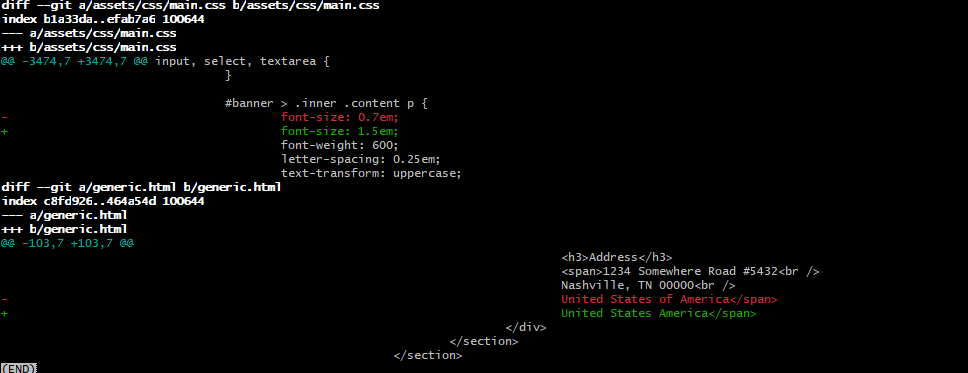 diff --git a/assets/css/main.css b/assets/css/main.css
index b1a33da..efab7a6 100644
--- a/assets/css/main.css
+++ b/assets/css/main.css
@@ -3474,7 +3474,7 @@ input, select, textarea {
}
#banner > .inner .content p {
- font-size: 0.7em;
+ font-size: 1.5em;
font-weight: 600;
letter-spacing: 0.25em;
text-transform: uppercase;
diff --git a/generic.html b/generic.html
index c8fd926..464a54d 100644
--- a/generic.html
+++ b/generic.html
@@ -103,7 +103,7 @@
<h3>Address</h3>
<span>1234 Somewhere Road #5432<br />
Nashville, TN 00000<br />
- United States of America</span>
+ United States America</span>
</div>
</section>
</section>
(END)